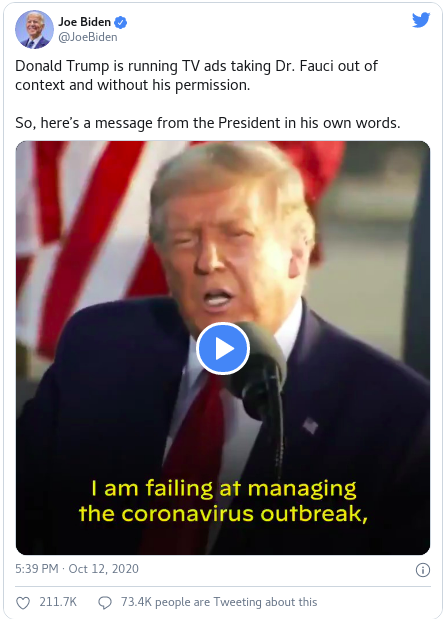 Joe Biden
@JoeBiden
Donald Trump is running TV ads taking Dr. Fauci out of
context and without his permission.
So, here's a message from the President in his own words.
I am failing at managing
the coronavirus outbreak,
5:39 PM · Oct 12, 2020
211.7K 73.4K people are Tweeting about this